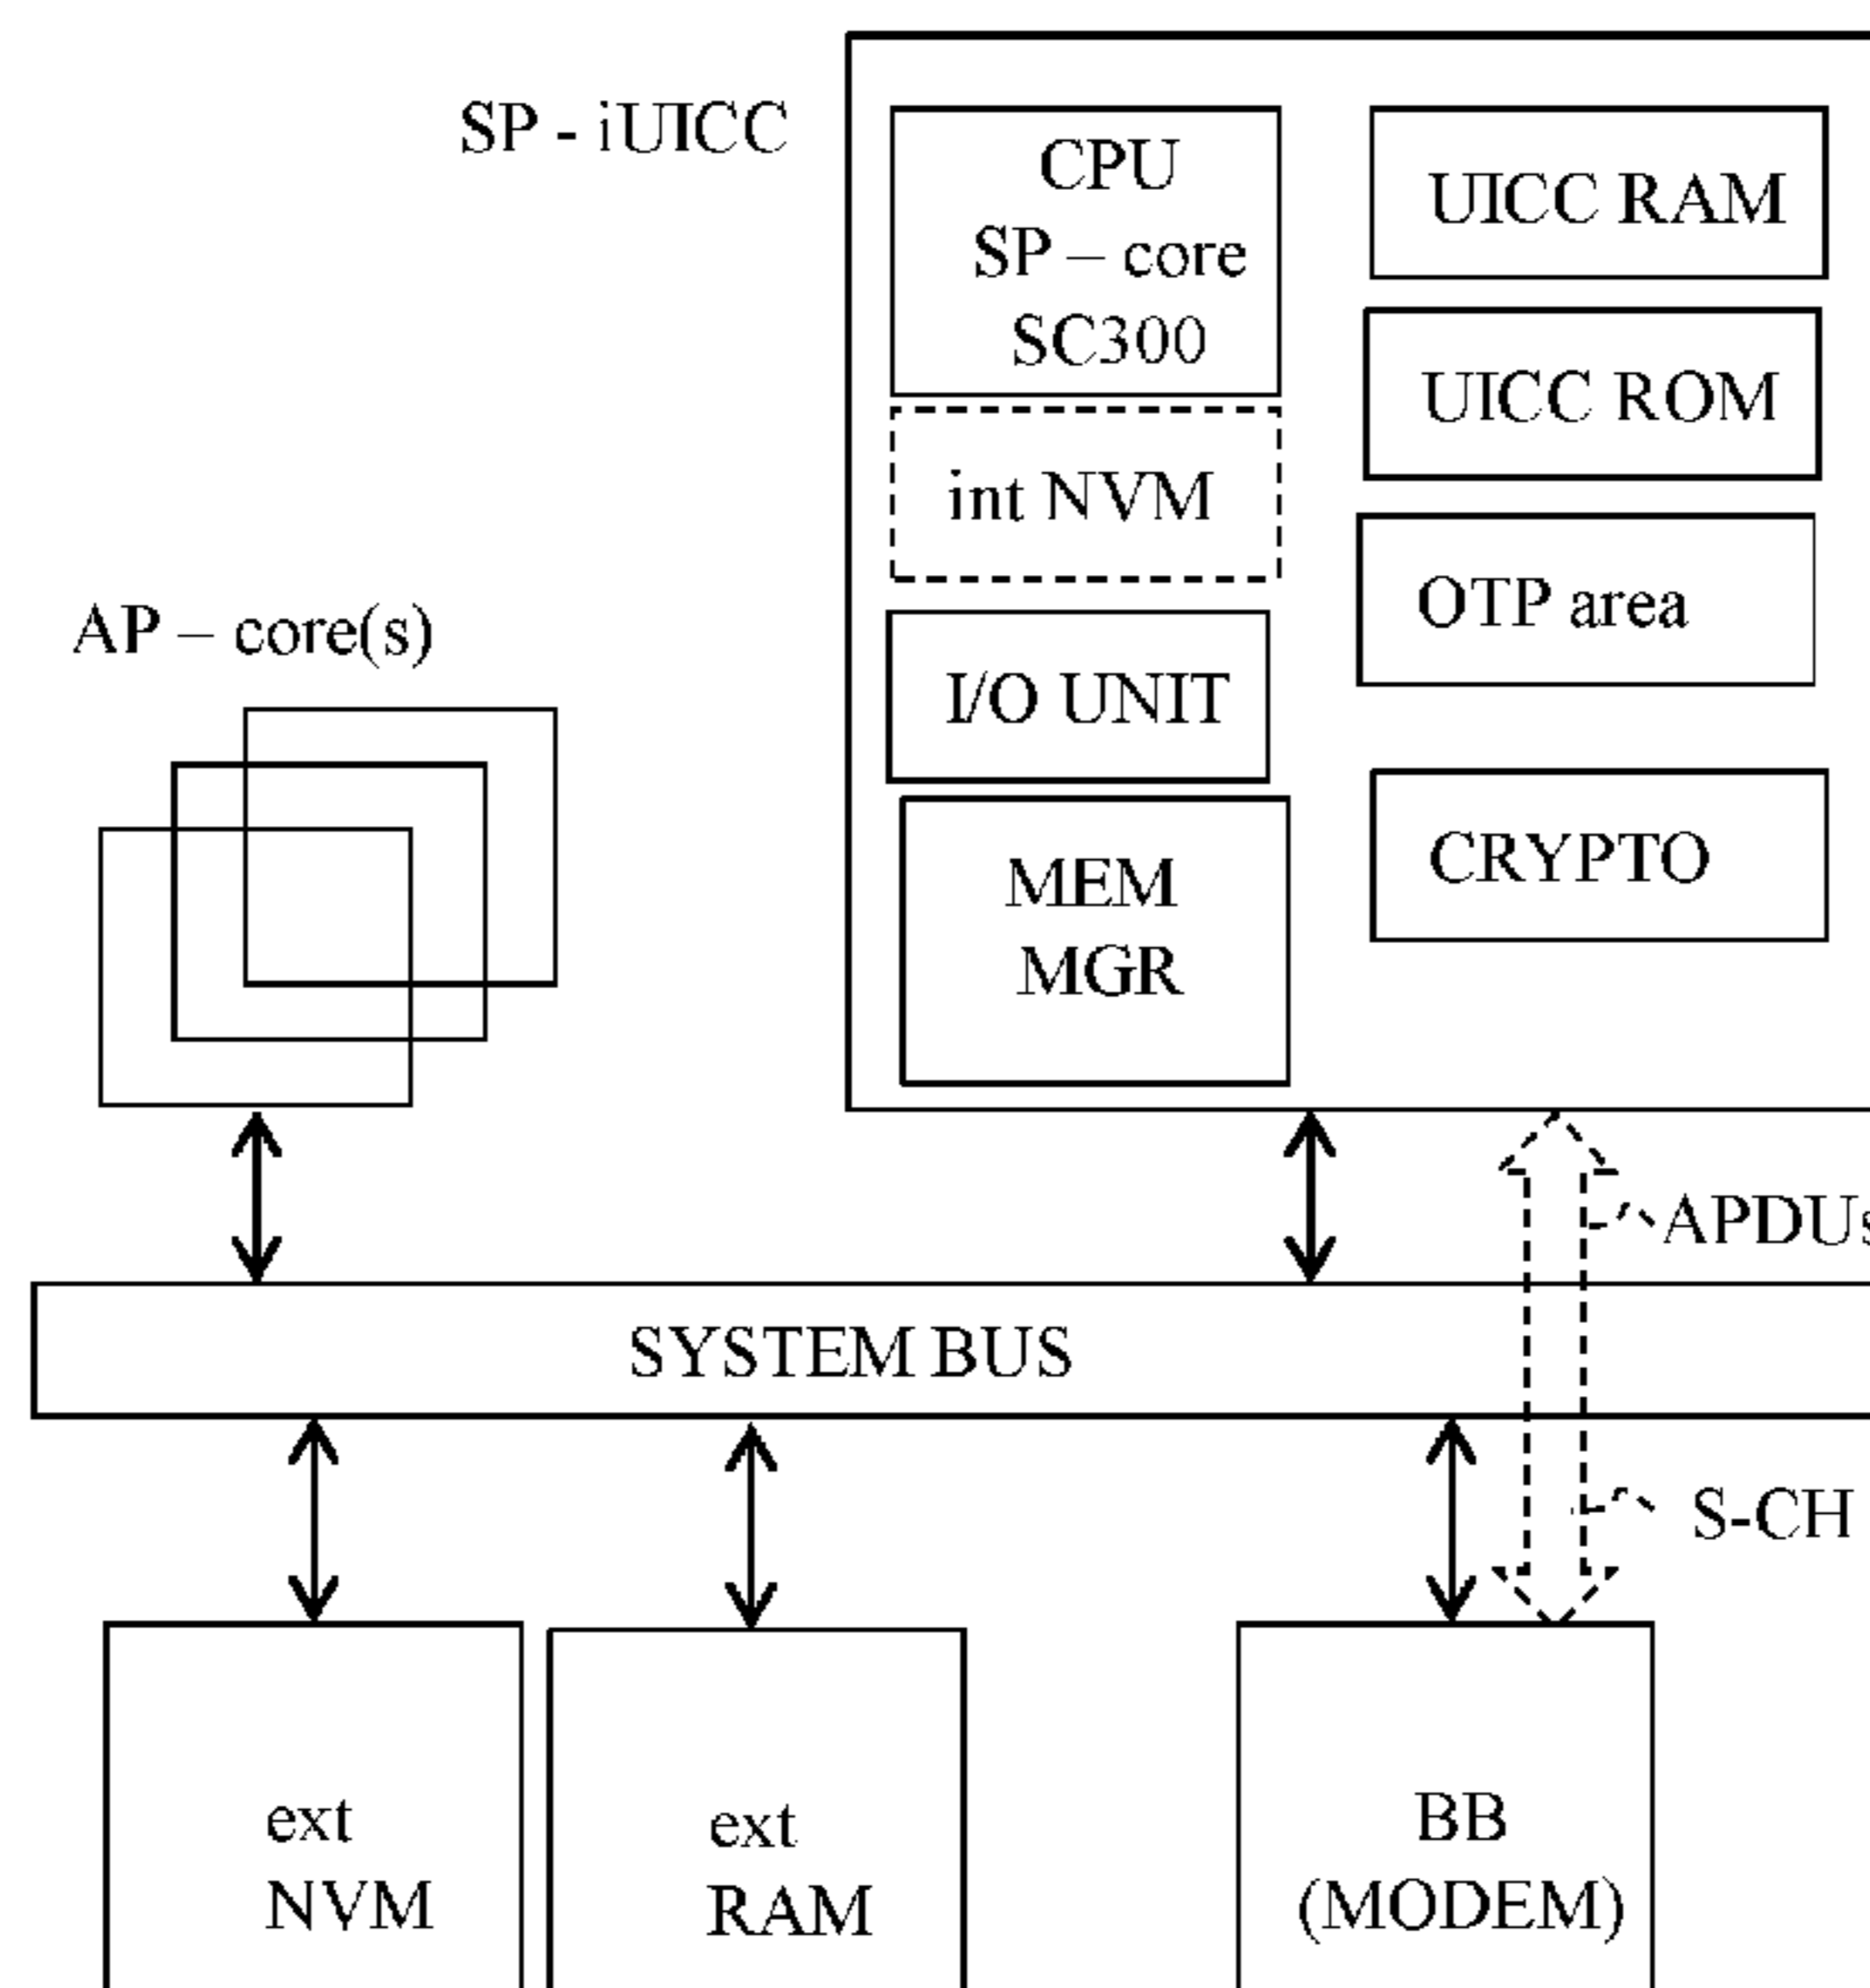 SP - iUICC
CPU
SP – core
SC300
UICC RAM
UICC ROM
int NVM
OTP area
AP – core(s)
I/O UNIT
CRYPTO
MEM
MGR
APDUs
SYSTEM BUS
S-CH
ext
NVM
ext
RAM
BB
(MODEM)